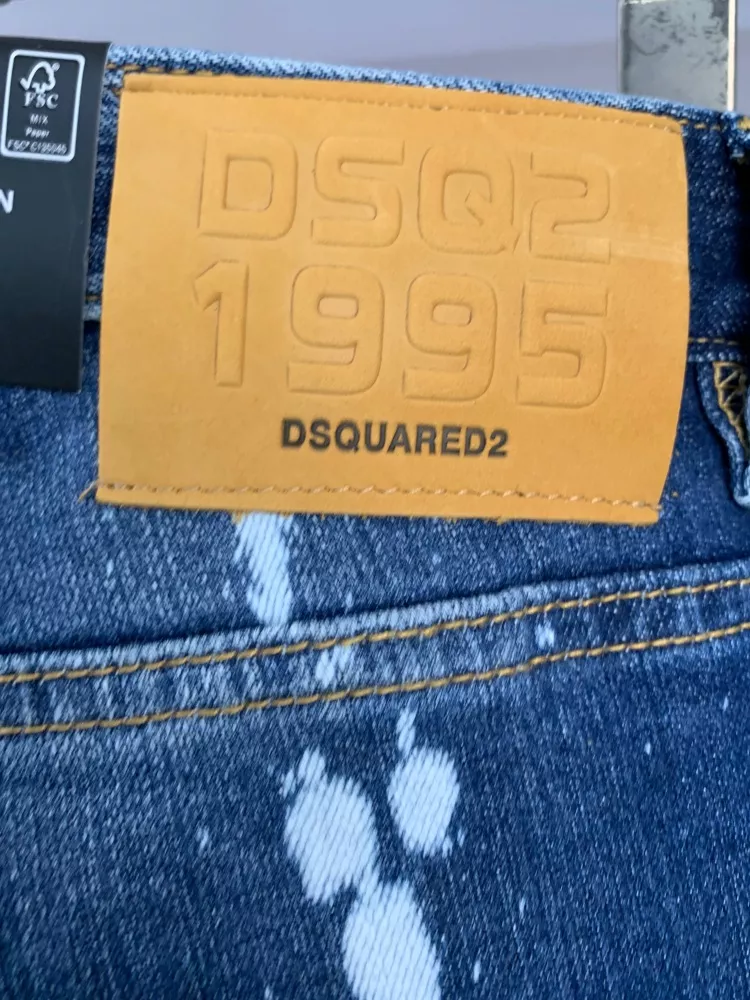 FSC
MIX
Paper
N
DSQ2
1995
DSQUARED2